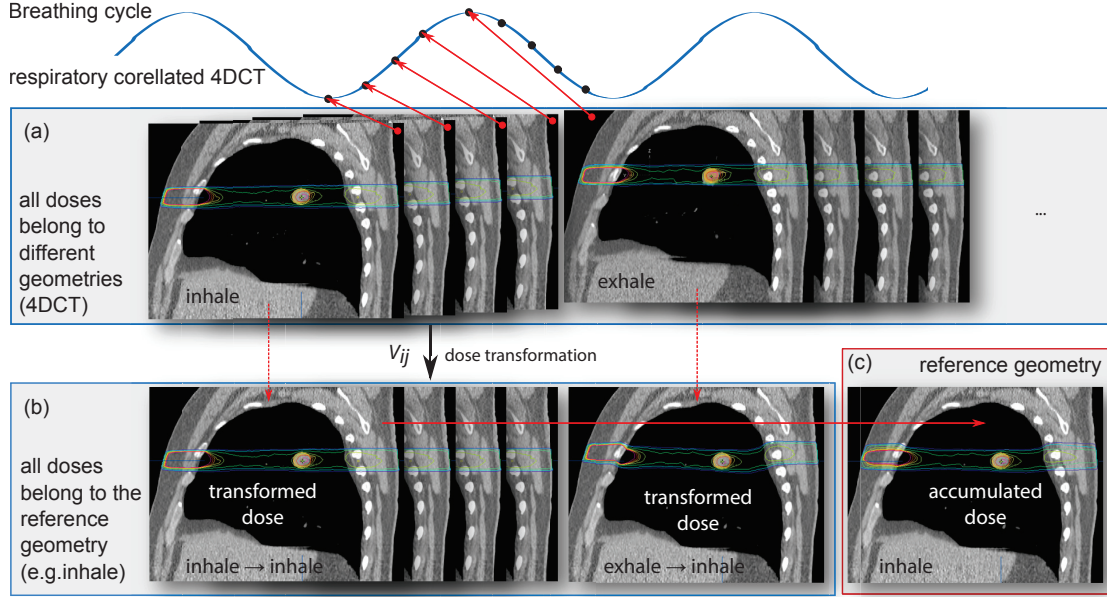 Breathing cycle
respiratory corellated 4DCT
(a)
all doses
belong to
different
geometries
(4DCT)
inhale
exhale
...
Vij
dose transformation
(b)
all doses
belong to the
reference
geometry
(e.g.inhale)
transformed
dose
inhale → inhale
transformed
dose
exhale → inhale
(c)
reference geometry
accumulated
dose
inhale